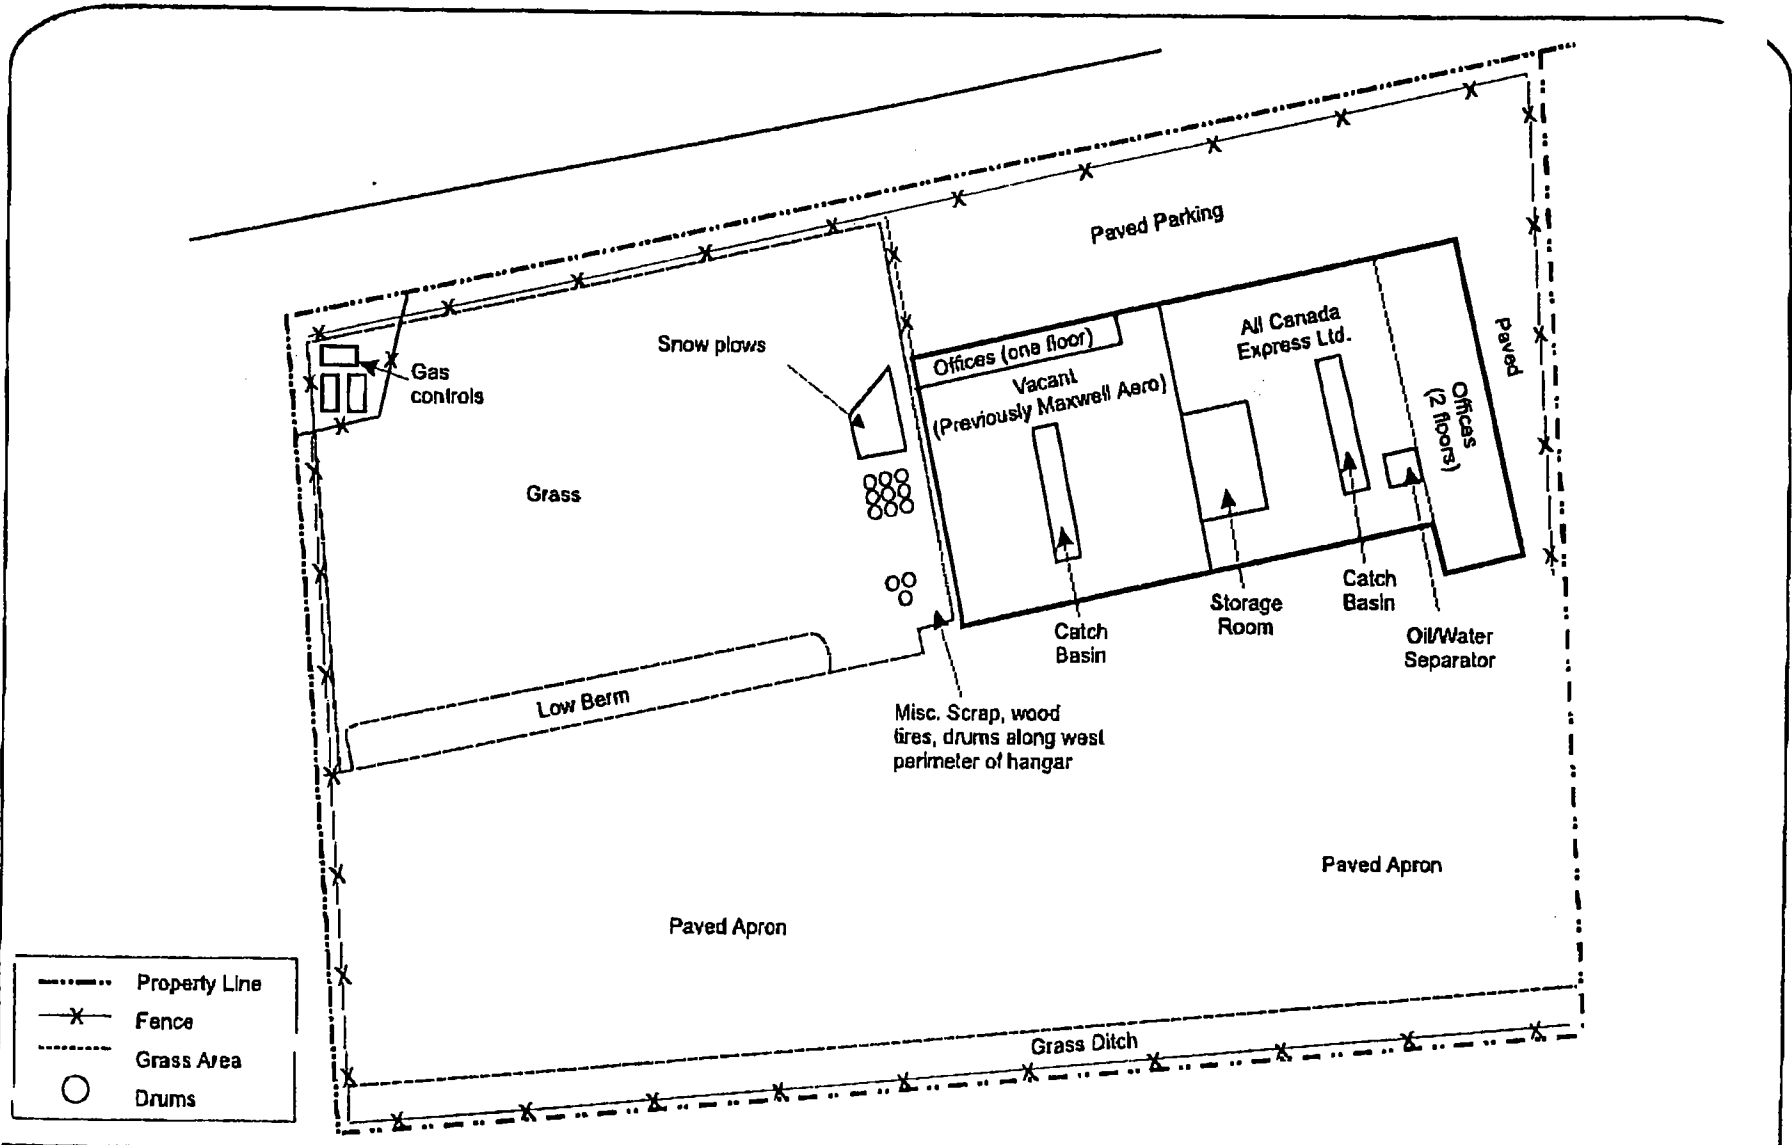 Paved Parking
Snow plows
Gas
controls
Offices (one floor)
Vacant
(Previously Maxwell Aero)
All Canada
Express Ltd.
Paved
Offices
(2 floors)
Grass
Storage
Room
Catch
Basin
Catch
Basin
Oil/Water
Separator
Low Berm
Misc. Scrap, wood
tires, drums along west
perimeter of hangar
Paved Apron
Paved Apron
Grass Ditch
Property Line
Fence
Grass Area
Drums